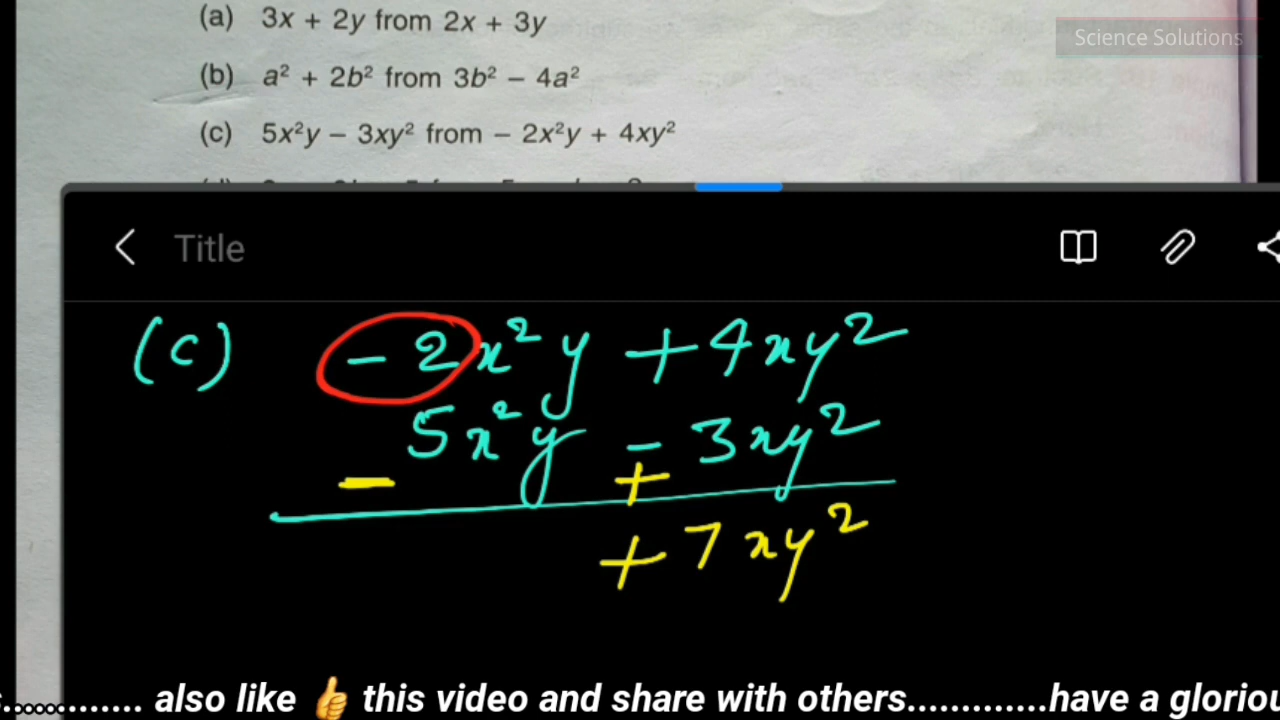 (a) 3x + 2y from 2x + 3y
Science Solutions
(b) a² + 2b² from 3b² − 4a²
(c) 5x²y − 3xy² from − 2x²y + 4xy²
Title
(c) − 2x²y + 4xy²
5x²y − 3xy²
− +
+ 7xy²
............. also like 👍 this video and share with others.............have a gloriou